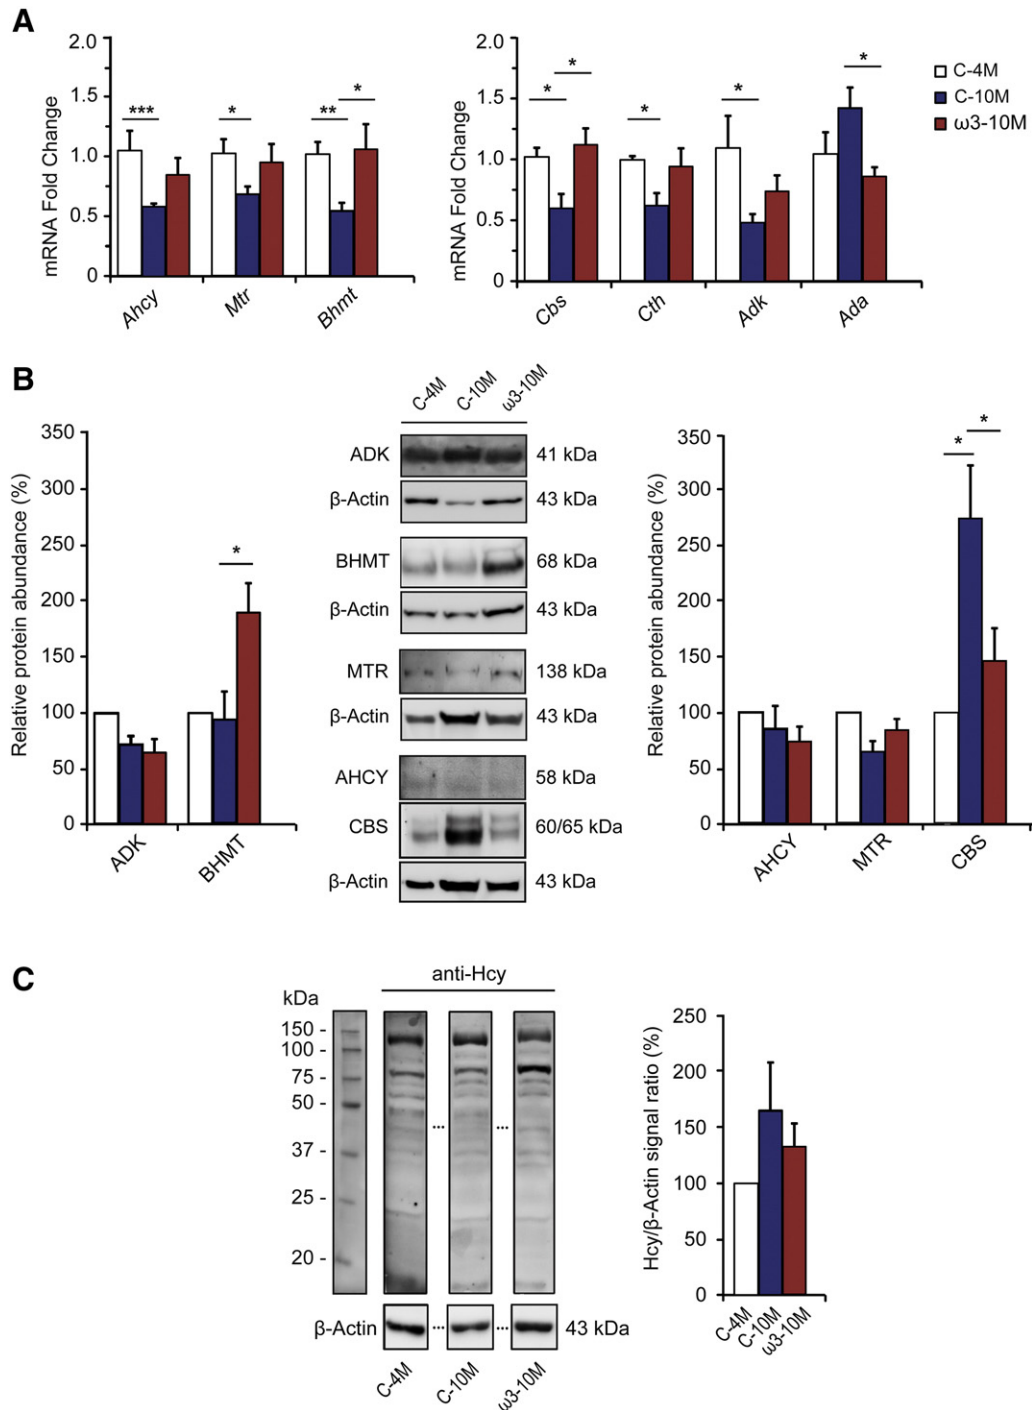 A
2.0
1.5
1.0
0.5
0
mRNA Fold Change
***
*
**
*
Ahcy
Mtr
Bhmt
2.0
1.5
1.0
0.5
0
mRNA Fold Change
*
*
*
*
*
Cbs
Cth
Adk
Ada
C-4M
C-10M
ω3-10M
B
350
300
250
200
150
100
50
0
Relative protein abundance (%)
*
ADK
BHMT
C-4M
C-10M
ω3-10M
ADK 41 kDa
β-Actin 43 kDa
BHMT 68 kDa
β-Actin 43 kDa
MTR 138 kDa
β-Actin 43 kDa
AHCY 58 kDa
CBS 60/65 kDa
β-Actin 43 kDa
350
300
250
200
150
100
50
0
Relative protein abundance (%)
*
*
AHCY
MTR
CBS
C
anti-Hcy
kDa
150 -
100 -
75 -
50 -
37 -
25 -
20 -
... ...
β-Actin ... ... 43 kDa
C-4M
C-10M
ω3-10M
250
200
150
100
50
0
Hcy/β-Actin signal ratio (%)
C-4M
C-10M
ω3-10M